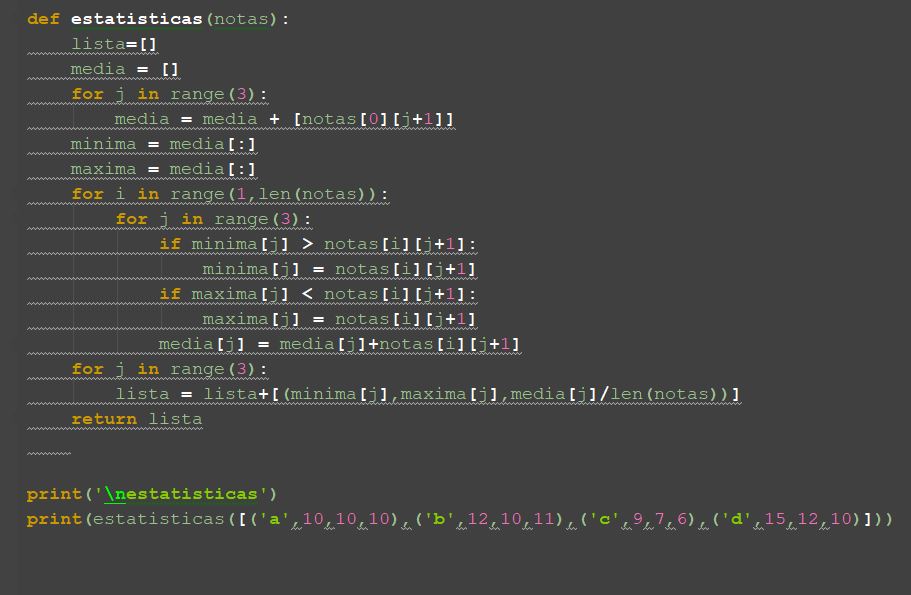 def estatisticas(notas):
    lista=[]
    media = []
    for j in range(3):
        media = media + [notas[0][j+1]]
    minima = media[:]
    maxima = media[:]
    for i in range(1,len(notas)):
        for j in range(3):
            if minima[j] > notas[i][j+1]:
                minima[j] = notas[i][j+1]
            if maxima[j] < notas[i][j+1]:
                maxima[j] = notas[i][j+1]
            media[j] = media[j]+notas[i][j+1]
    for j in range(3):
        lista = lista+[(minima[j],maxima[j],media[j]/len(notas))]
    return lista
print('\nestatisticas')
print(estatisticas([('a',10,10,10),('b',12,10,11),('c',9,7,6),('d',15,12,10)]))